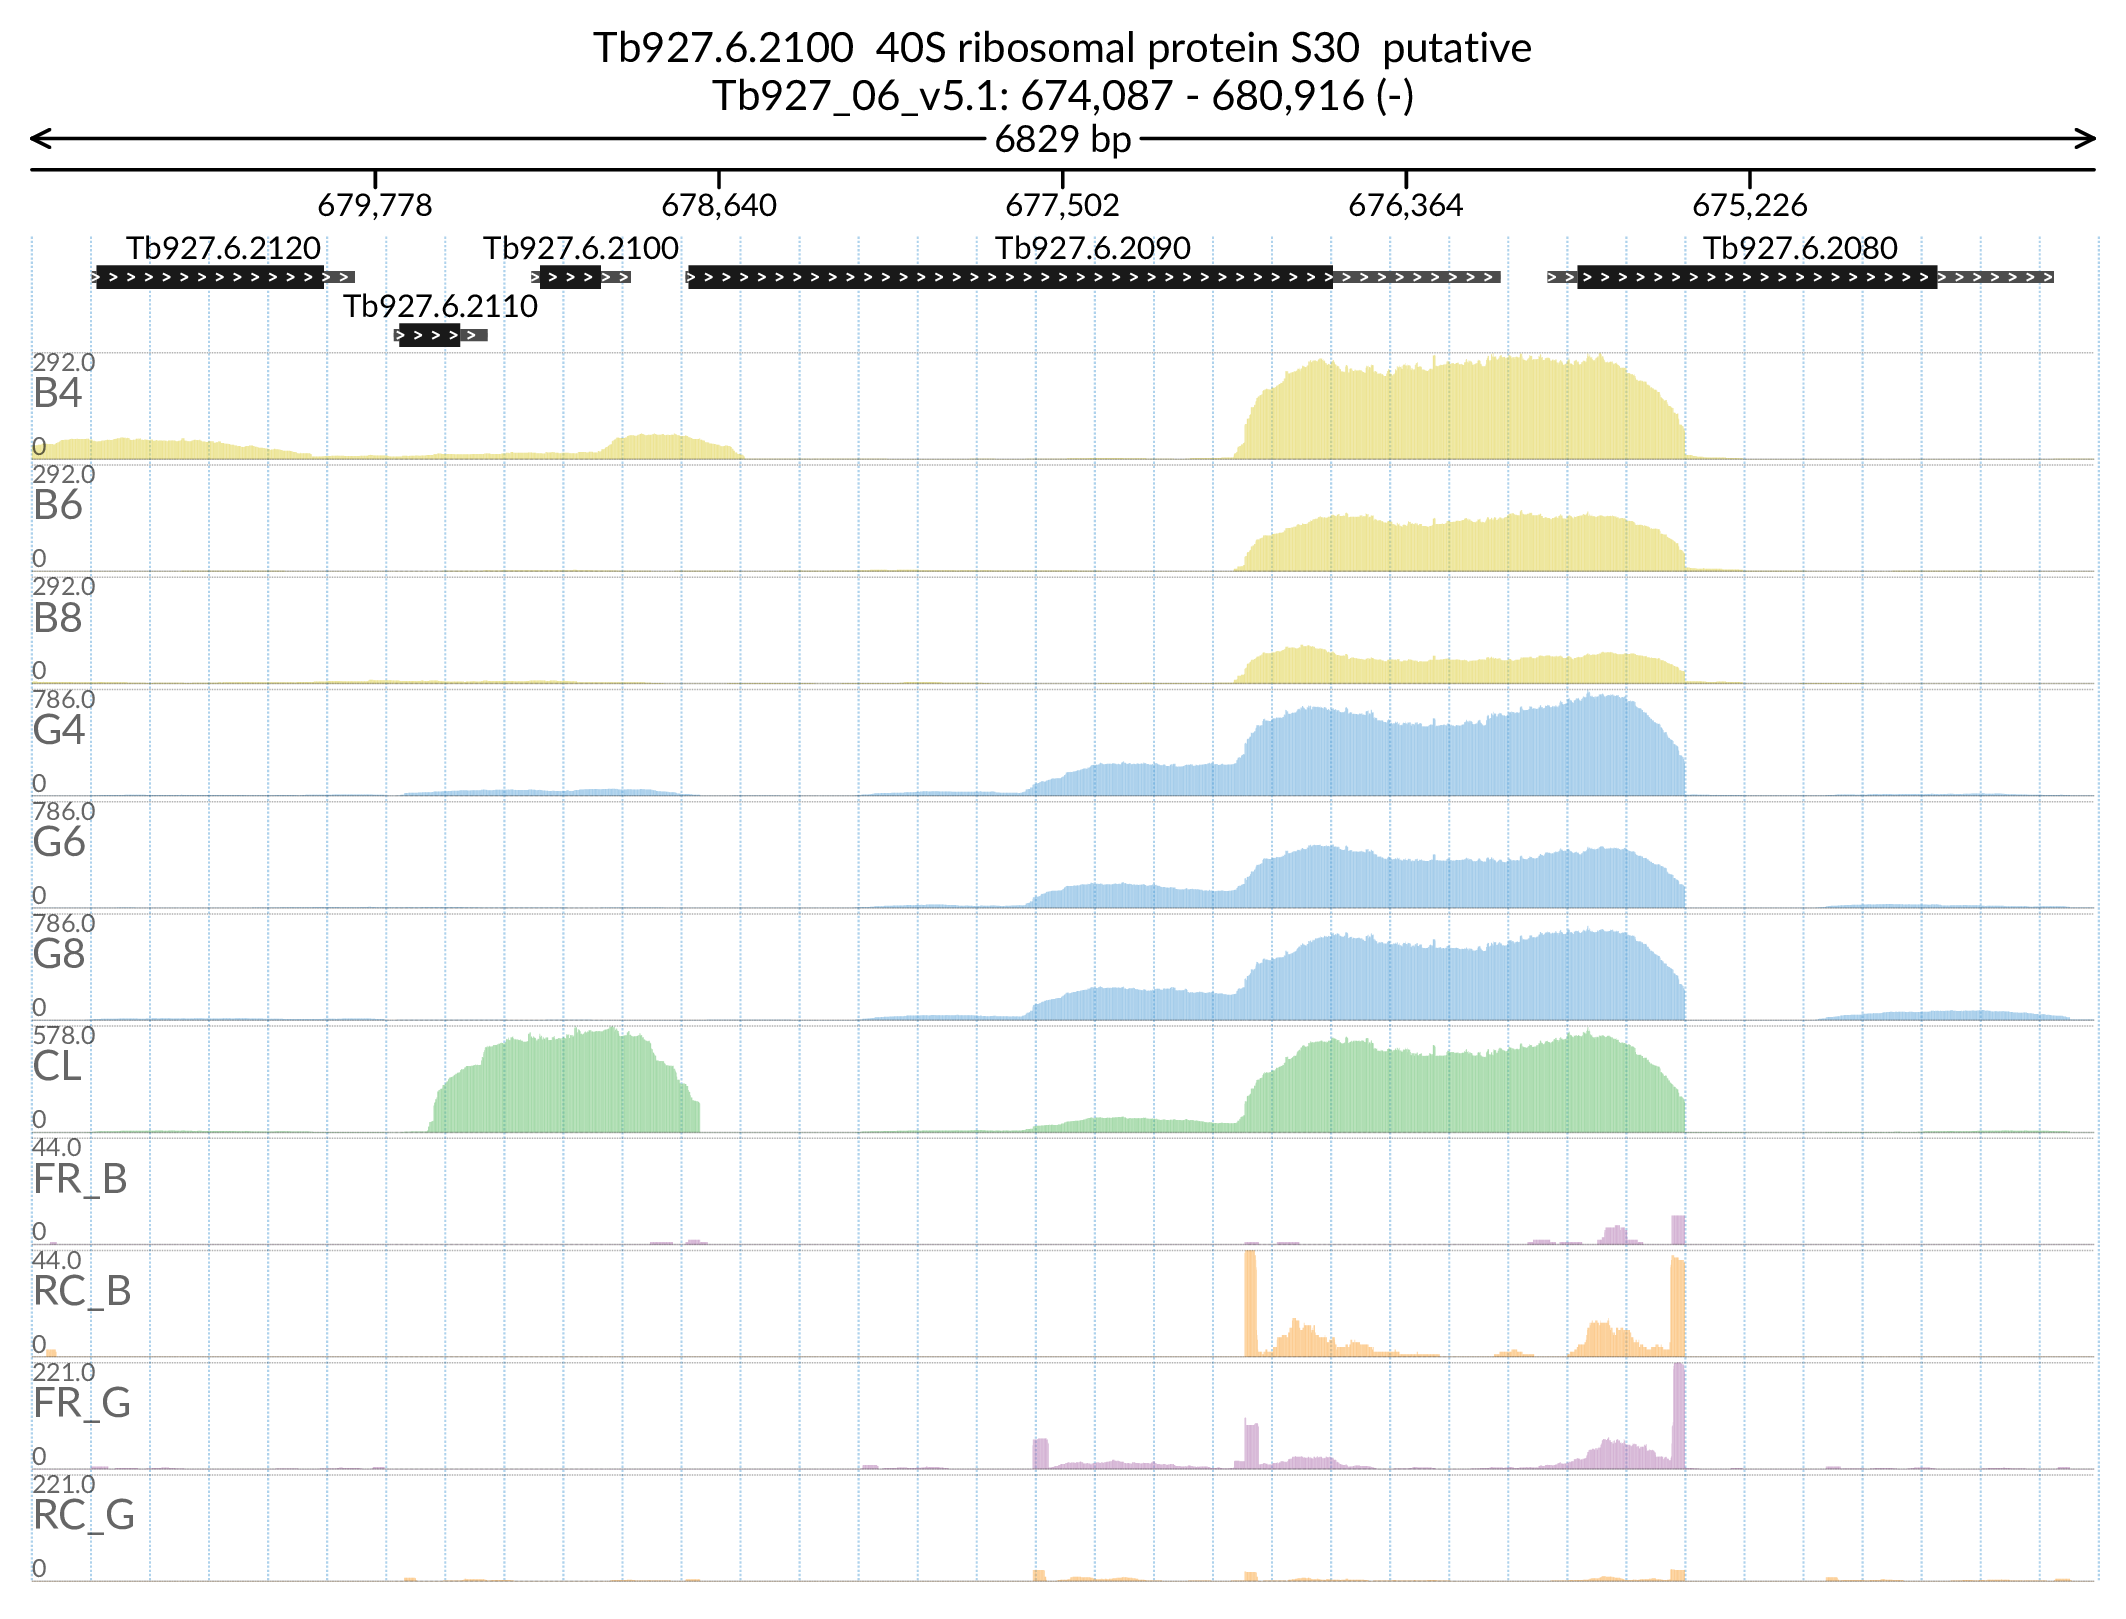 Tb927.6.2100  40S ribosomal protein S30  putative
Tb927_06_v5.1: 674,087 - 680,916 (-)
6829 bp
679,778 678,640 677,502 676,364 675,226
Tb927.6.2120 Tb927.6.2100 Tb927.6.2090 Tb927.6.2080
Tb927.6.2110
292.0
B4
0
292.0
B6
0
292.0
B8
0
786.0
G4
0
786.0
G6
0
786.0
G8
0
578.0
CL
0
44.0
FR_B
0
44.0
RC_B
0
221.0
FR_G
0
221.0
RC_G
0